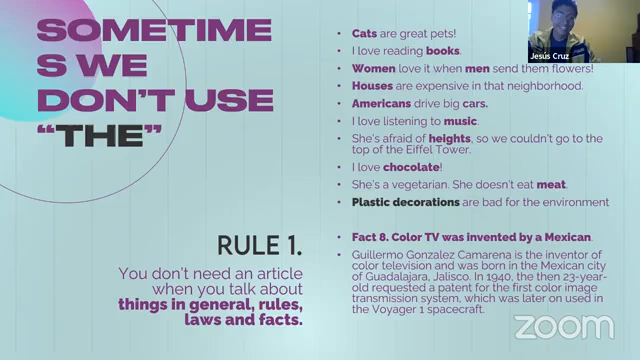 SOMETIME
S WE
DON'T USE
“THE”
RULE 1.
You don't need an article
when you talk about
things in general, rules,
laws and facts.
• Cats are great pets!
• I love reading books.
• Women love it when men send them flowers!
• Houses are expensive in that neighborhood.
• Americans drive big cars.
• I love listening to music.
• She's afraid of heights, so we couldn't go to the
top of the Eiffel Tower.
• I love chocolate!
• She's a vegetarian. She doesn't eat meat.
• Plastic decorations are bad for the environment
• Fact 8. Color TV was invented by a Mexican.
• Guillermo Gonzalez Camarena is the inventor of
color television and was born in the Mexican city
of Guadalajara, Jalisco. In 1940, the then 23-year-
old requested a patent for the first color image
transmission system, which was later on used in
the Voyager 1 spacecraft.
Jesús Cruz
zoom